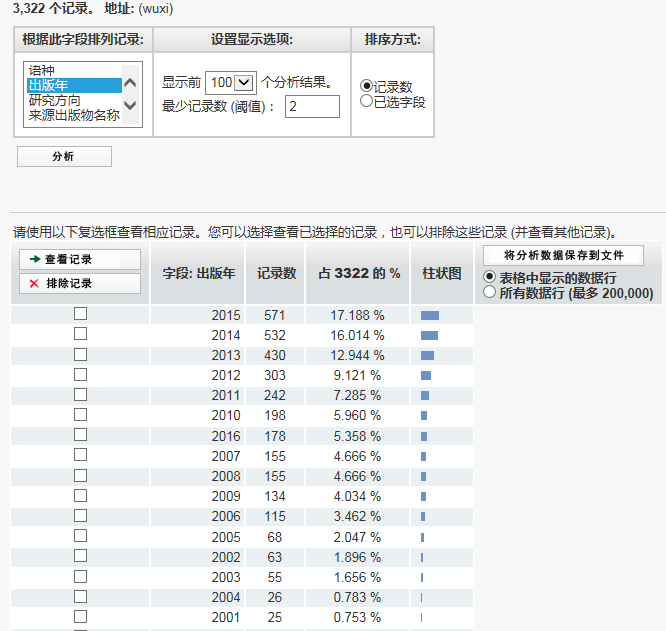 3,322 个记录。 地址: (wuxi)
根据此字段排列记录: 设置显示选项: 排序方式:
语种
出版年
研究方向
来源出版物名称
显示前 100 个分析结果。
最少记录数 (阈值) : 2
记录数
已选字段
分析
请使用以下复选框查看相应记录。您可以选择查看已选择的记录，也可以排除这些记录 (并查看其他记录)。
查看记录
排除记录
字段: 出版年 记录数 占 3322 的 % 柱状图
将分析数据保存到文件
表格中显示的数据行
所有数据行 (最多 200,000)
2015 571 17.188 %
2014 532 16.014 %
2013 430 12.944 %
2012 303 9.121 %
2011 242 7.285 %
2010 198 5.960 %
2016 178 5.358 %
2007 155 4.666 %
2008 155 4.666 %
2009 134 4.034 %
2006 115 3.462 %
2005 68 2.047 %
2002 63 1.896 %
2003 55 1.656 %
2004 26 0.783 %
2001 25 0.753 %